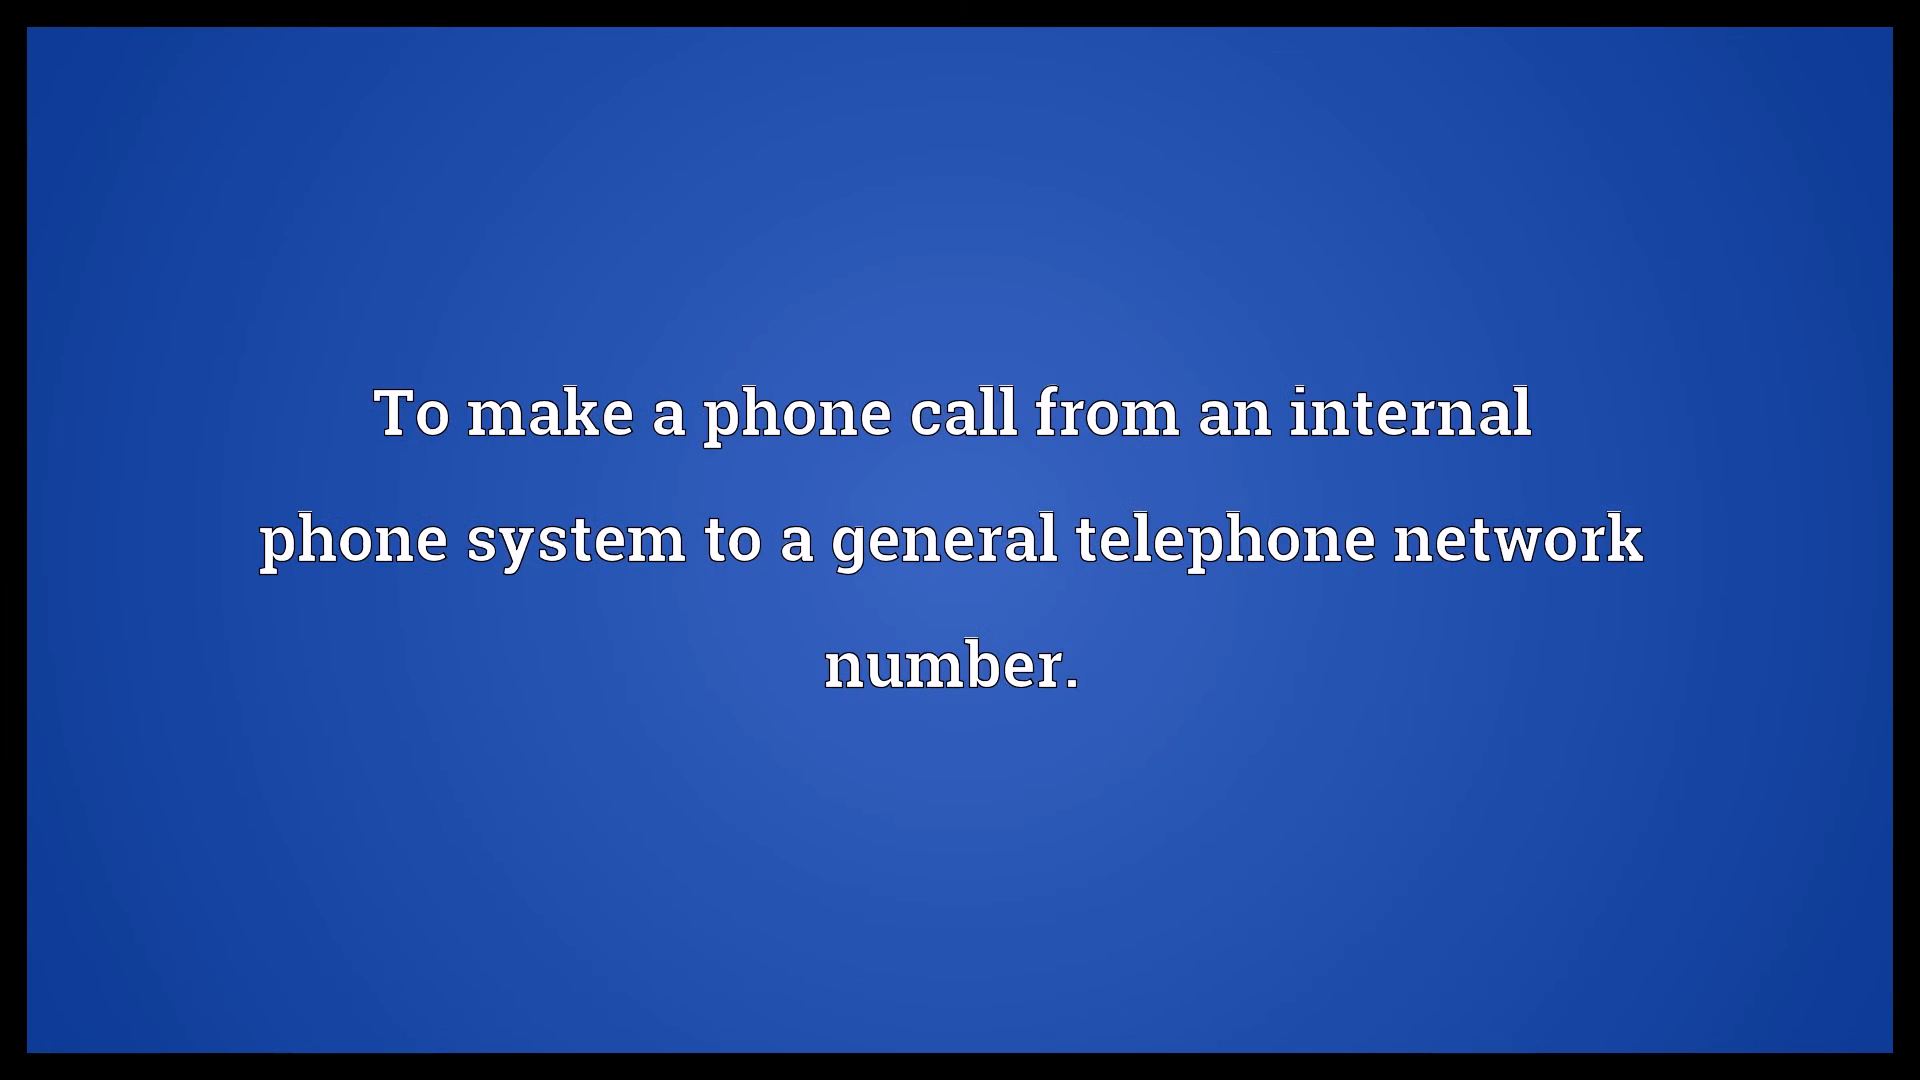 To make a phone call from an internal
phone system to a general telephone network
number.